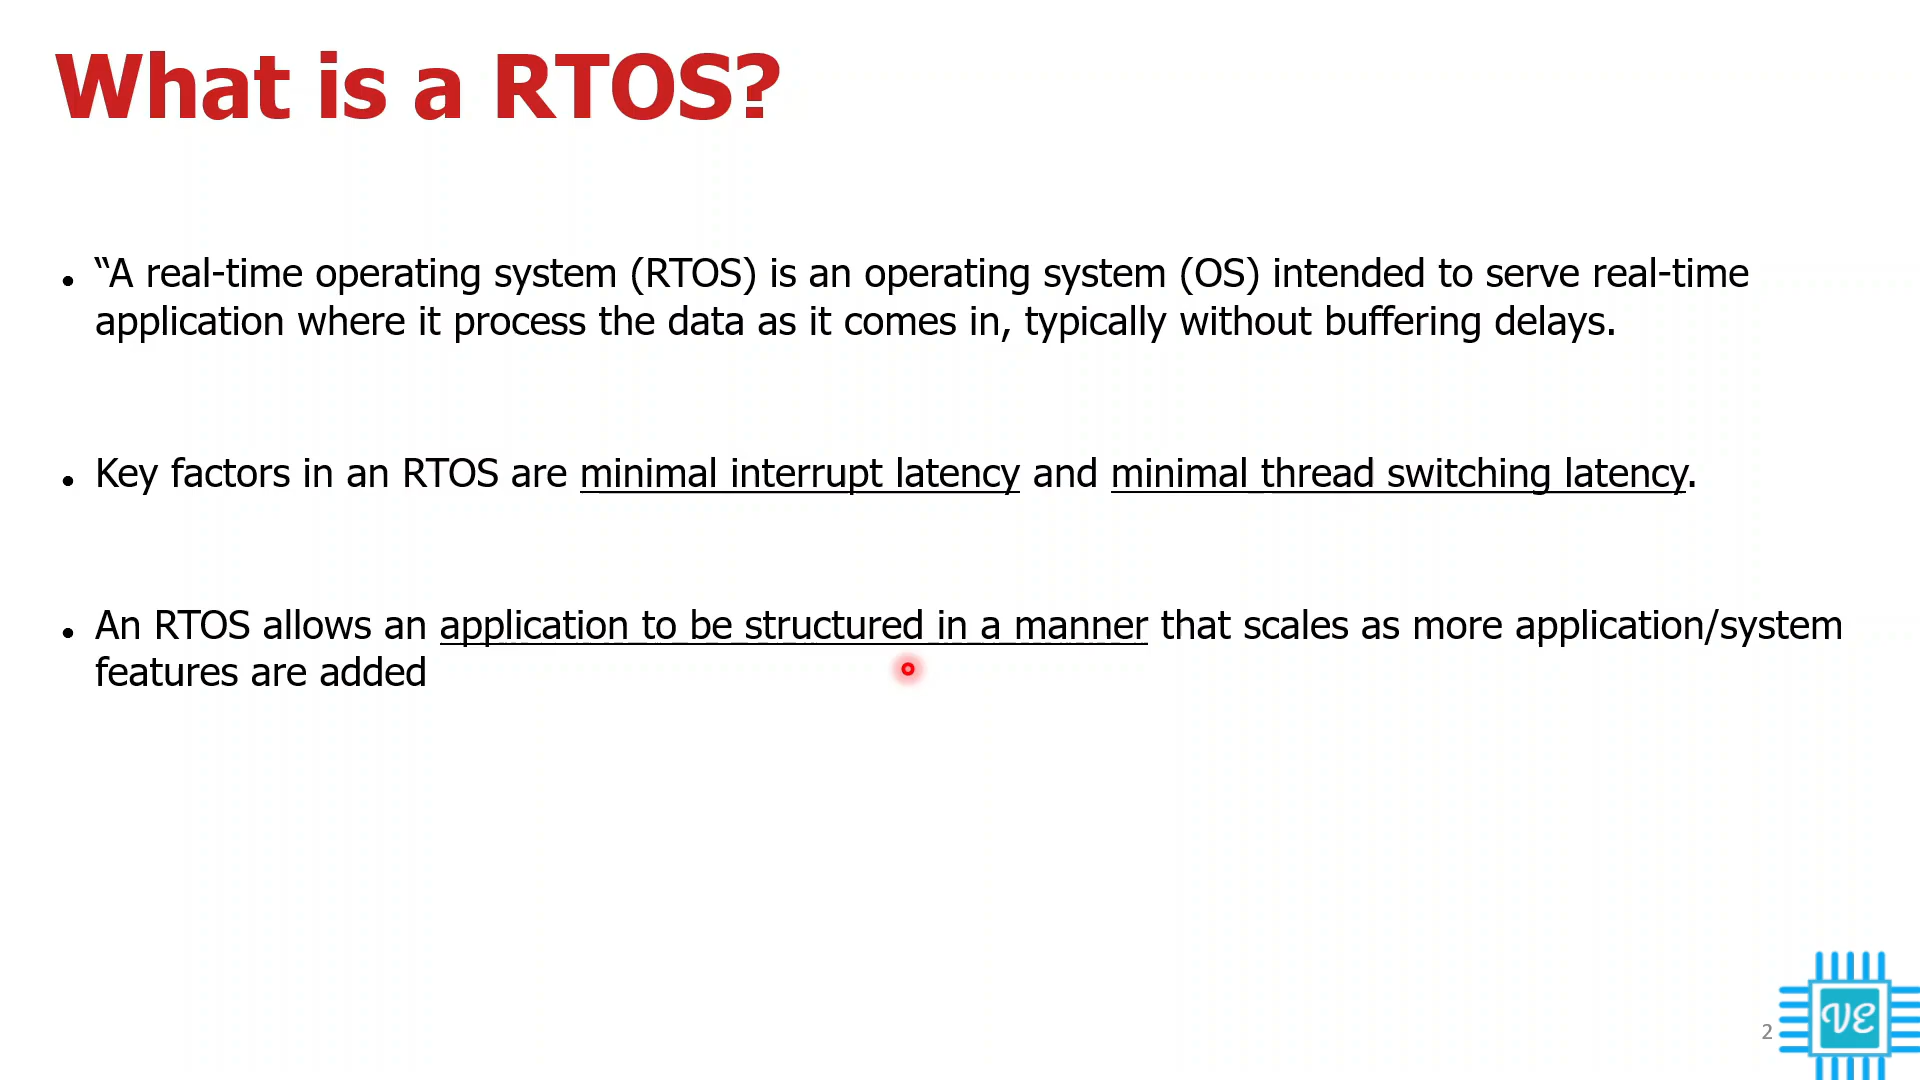 What is a RTOS?
• “A real-time operating system (RTOS) is an operating system (OS) intended to serve real-time
application where it process the data as it comes in, typically without buffering delays.
• Key factors in an RTOS are minimal interrupt latency and minimal thread switching latency.
• An RTOS allows an application to be structured in a manner that scales as more application/system
features are added
2
VE